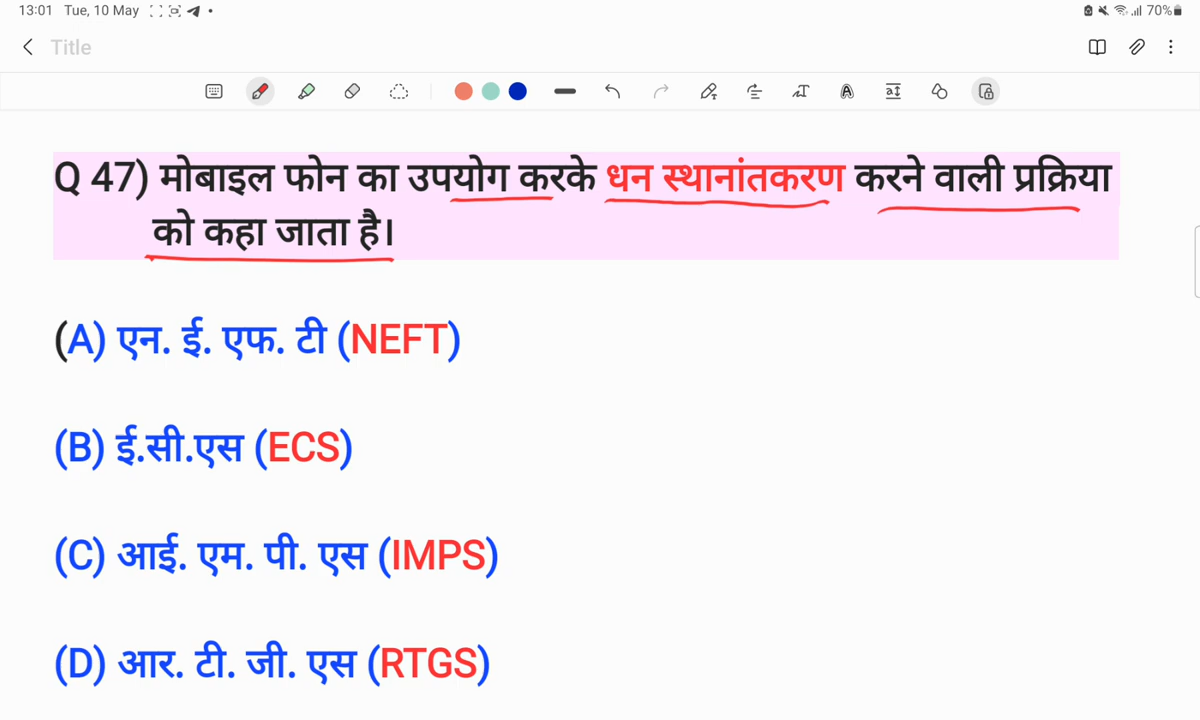 13:01 Tue, 10 May 70%
Title
Q 47) मोबाइल फोन का उपयोग करके धन स्थानांतकरण करने वाली प्रक्रिया
को कहा जाता है।
(A) एन. ई. एफ. टी (NEFT)
(B) ई.सी.एस (ECS)
(C) आई. एम. पी. एस (IMPS)
(D) आर. टी. जी. एस (RTGS)